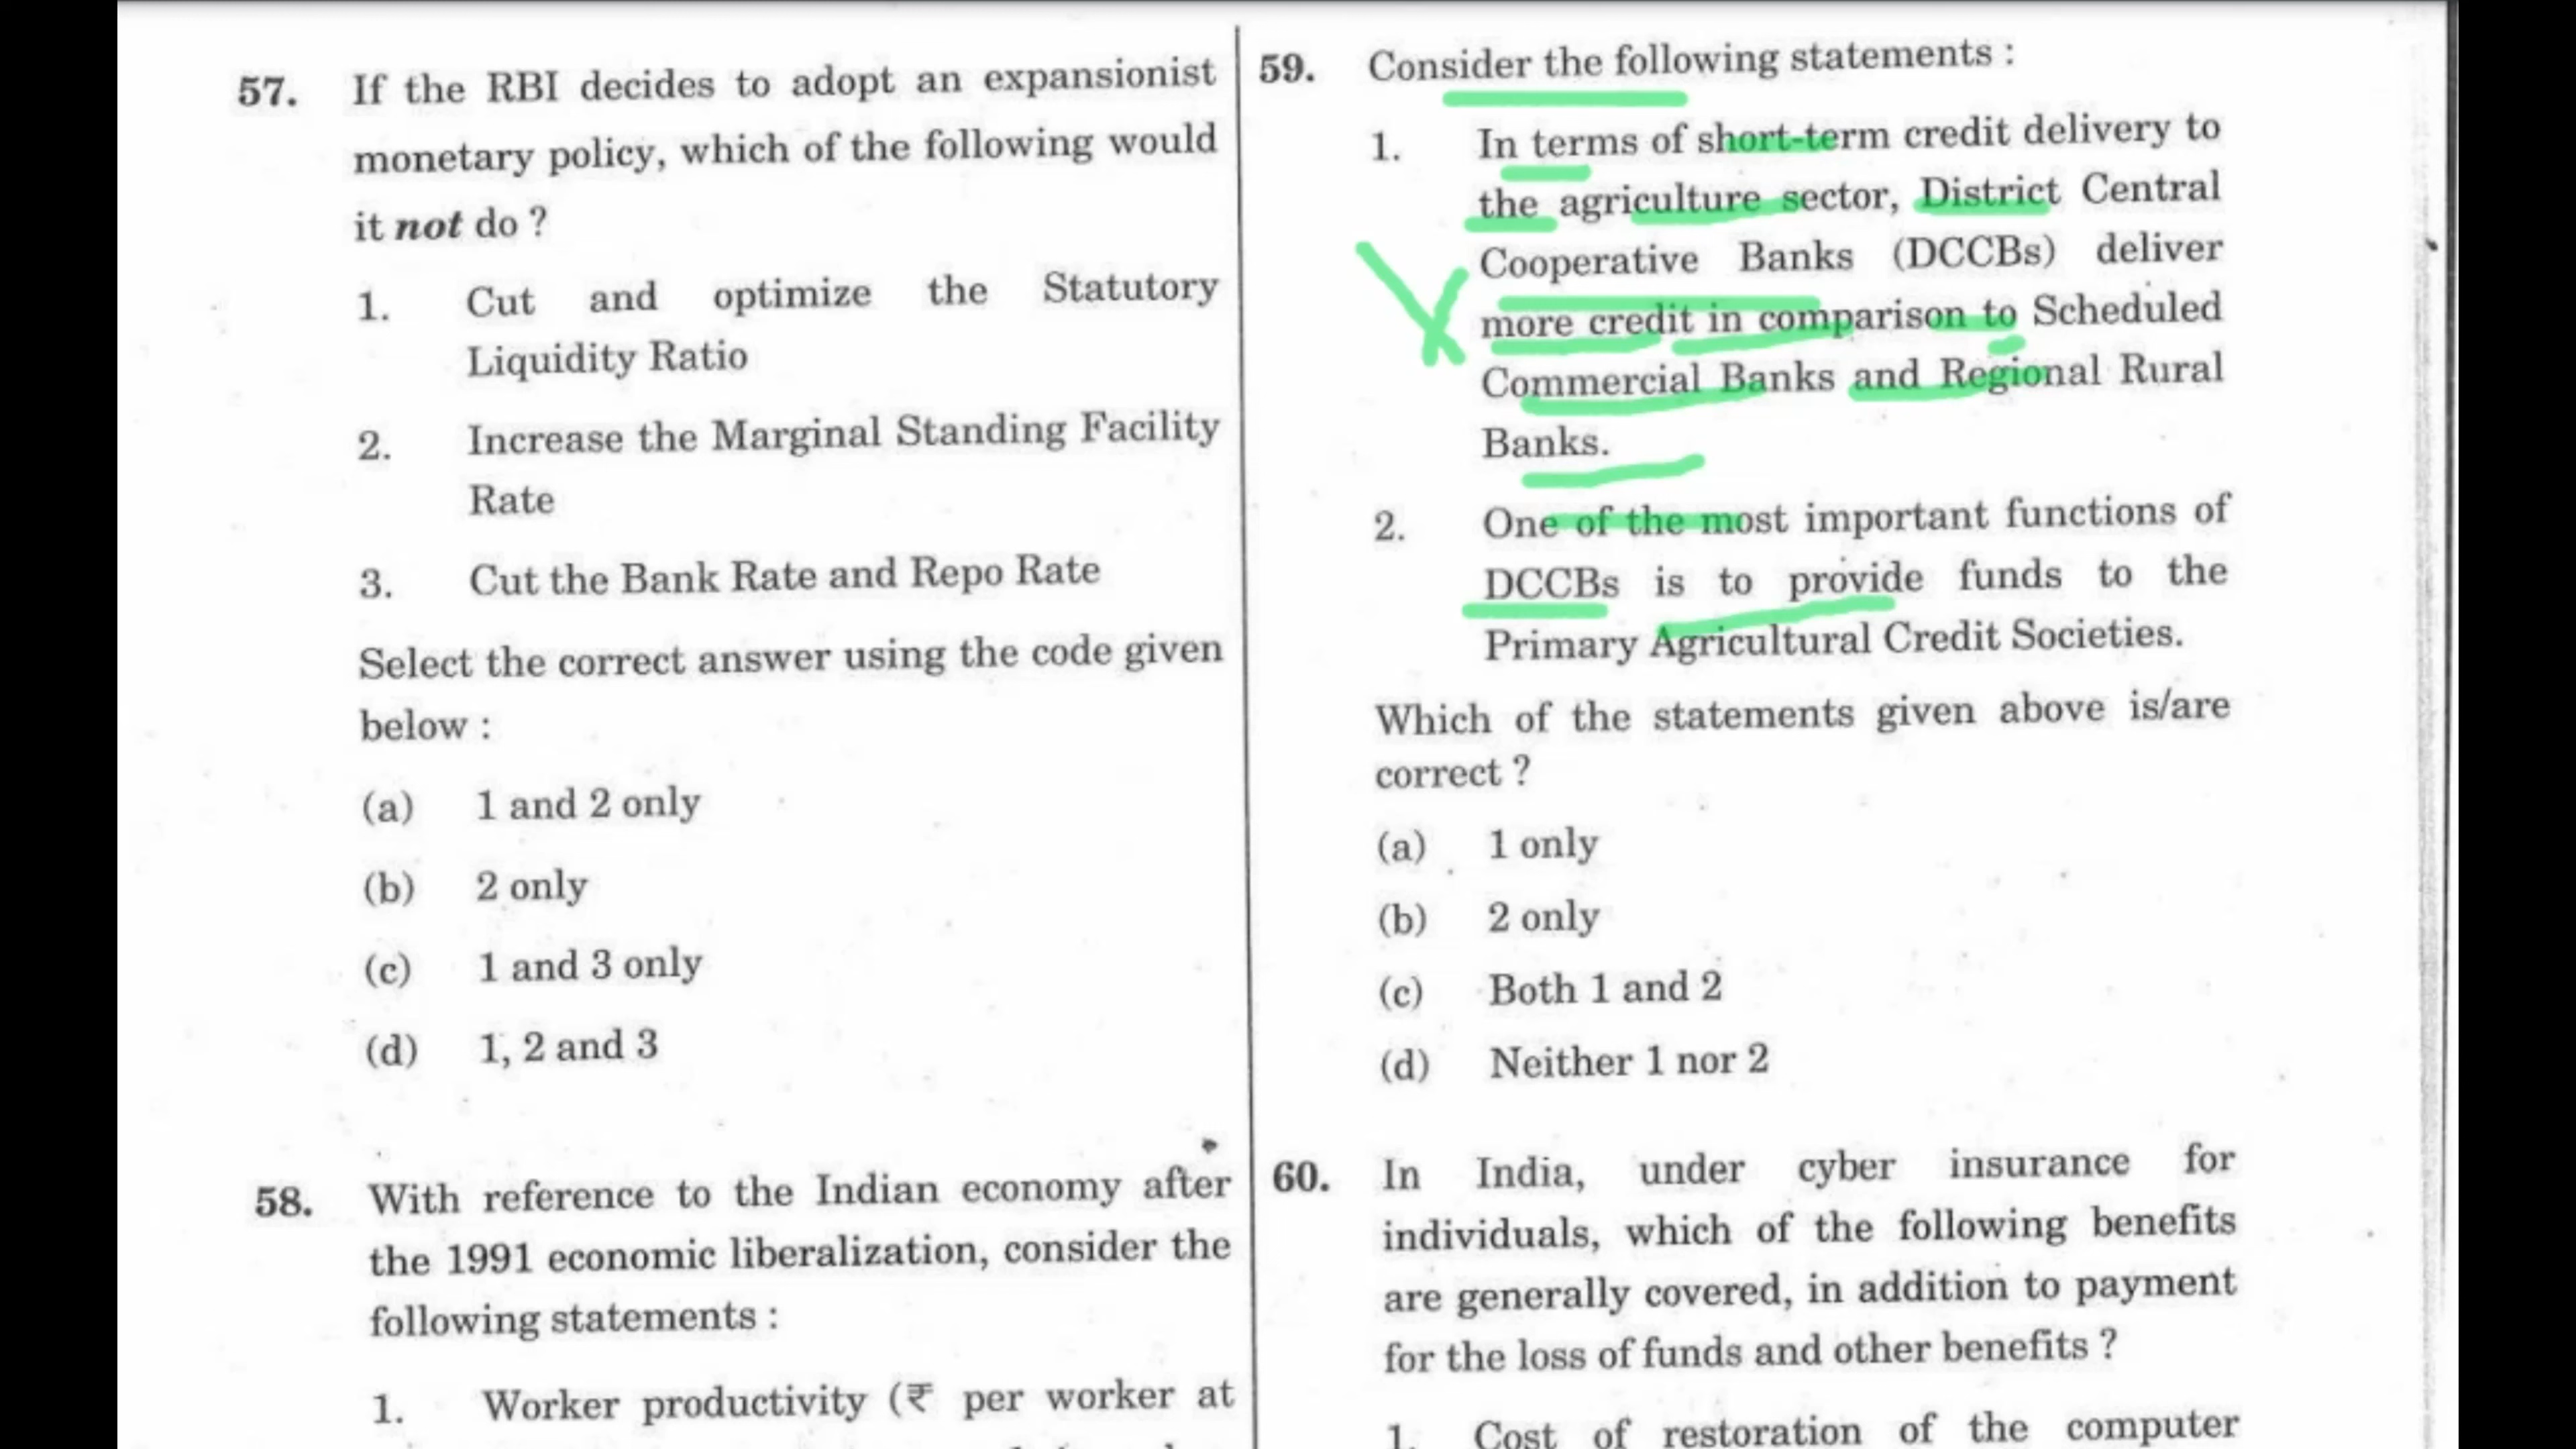 57. If the RBI decides to adopt an expansionist
monetary policy, which of the following would
it not do ?
1. Cut and optimize the Statutory
Liquidity Ratio
2. Increase the Marginal Standing Facility
Rate
3. Cut the Bank Rate and Repo Rate
Select the correct answer using the code given
below :
(a) 1 and 2 only
(b) 2 only
(c) 1 and 3 only
(d) 1, 2 and 3
58. With reference to the Indian economy after
the 1991 economic liberalization, consider the
following statements :
1. Worker productivity (₹ per worker at
59. Consider the following statements :
1. In terms of short-term credit delivery to
the agriculture sector, District Central
Cooperative Banks (DCCBs) deliver
more credit in comparison to Scheduled
Commercial Banks and Regional Rural
Banks.
2. One of the most important functions of
DCCBs is to provide funds to the
Primary Agricultural Credit Societies.
Which of the statements given above is/are
correct ?
(a) 1 only
(b) 2 only
(c) Both 1 and 2
(d) Neither 1 nor 2
60. In India, under cyber insurance for
individuals, which of the following benefits
are generally covered, in addition to payment
for the loss of funds and other benefits ?
1. Cost of restoration of the computer